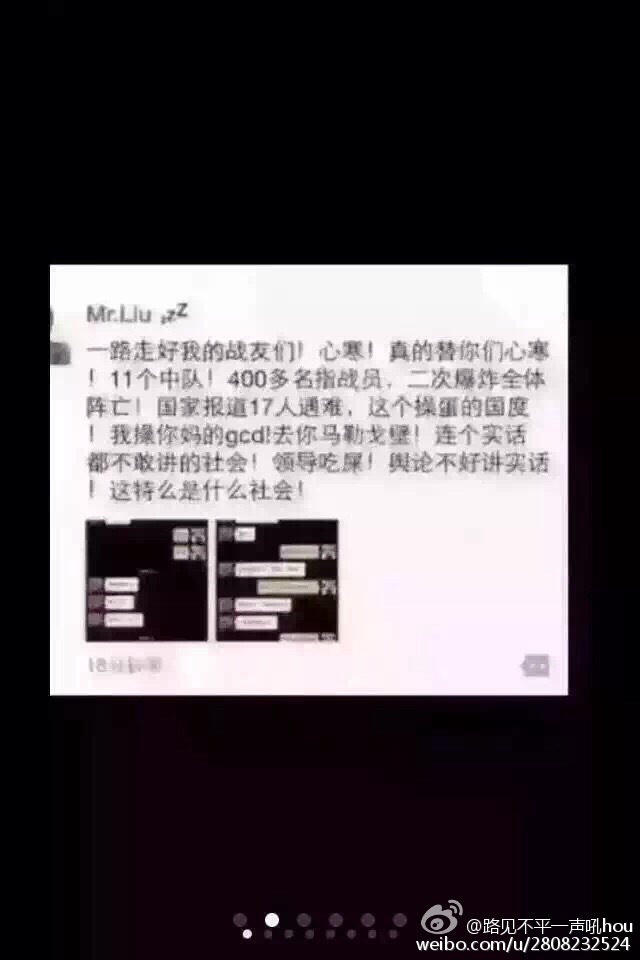 Mr.Liu zZ
一路走好我的战友们！心寒！真的替你们心寒
！11个中队！400多名指战员，二次爆炸全体
阵亡！国家报道17人遇难，这个操蛋的国度
！我操你妈的gcd!去你马勒戈壁！连个实话
都不敢讲的社会！领导吃屎！舆论不好讲实话
！这特么是什么社会！
@路见不平一声吼hou
weibo.com/u/2808232524